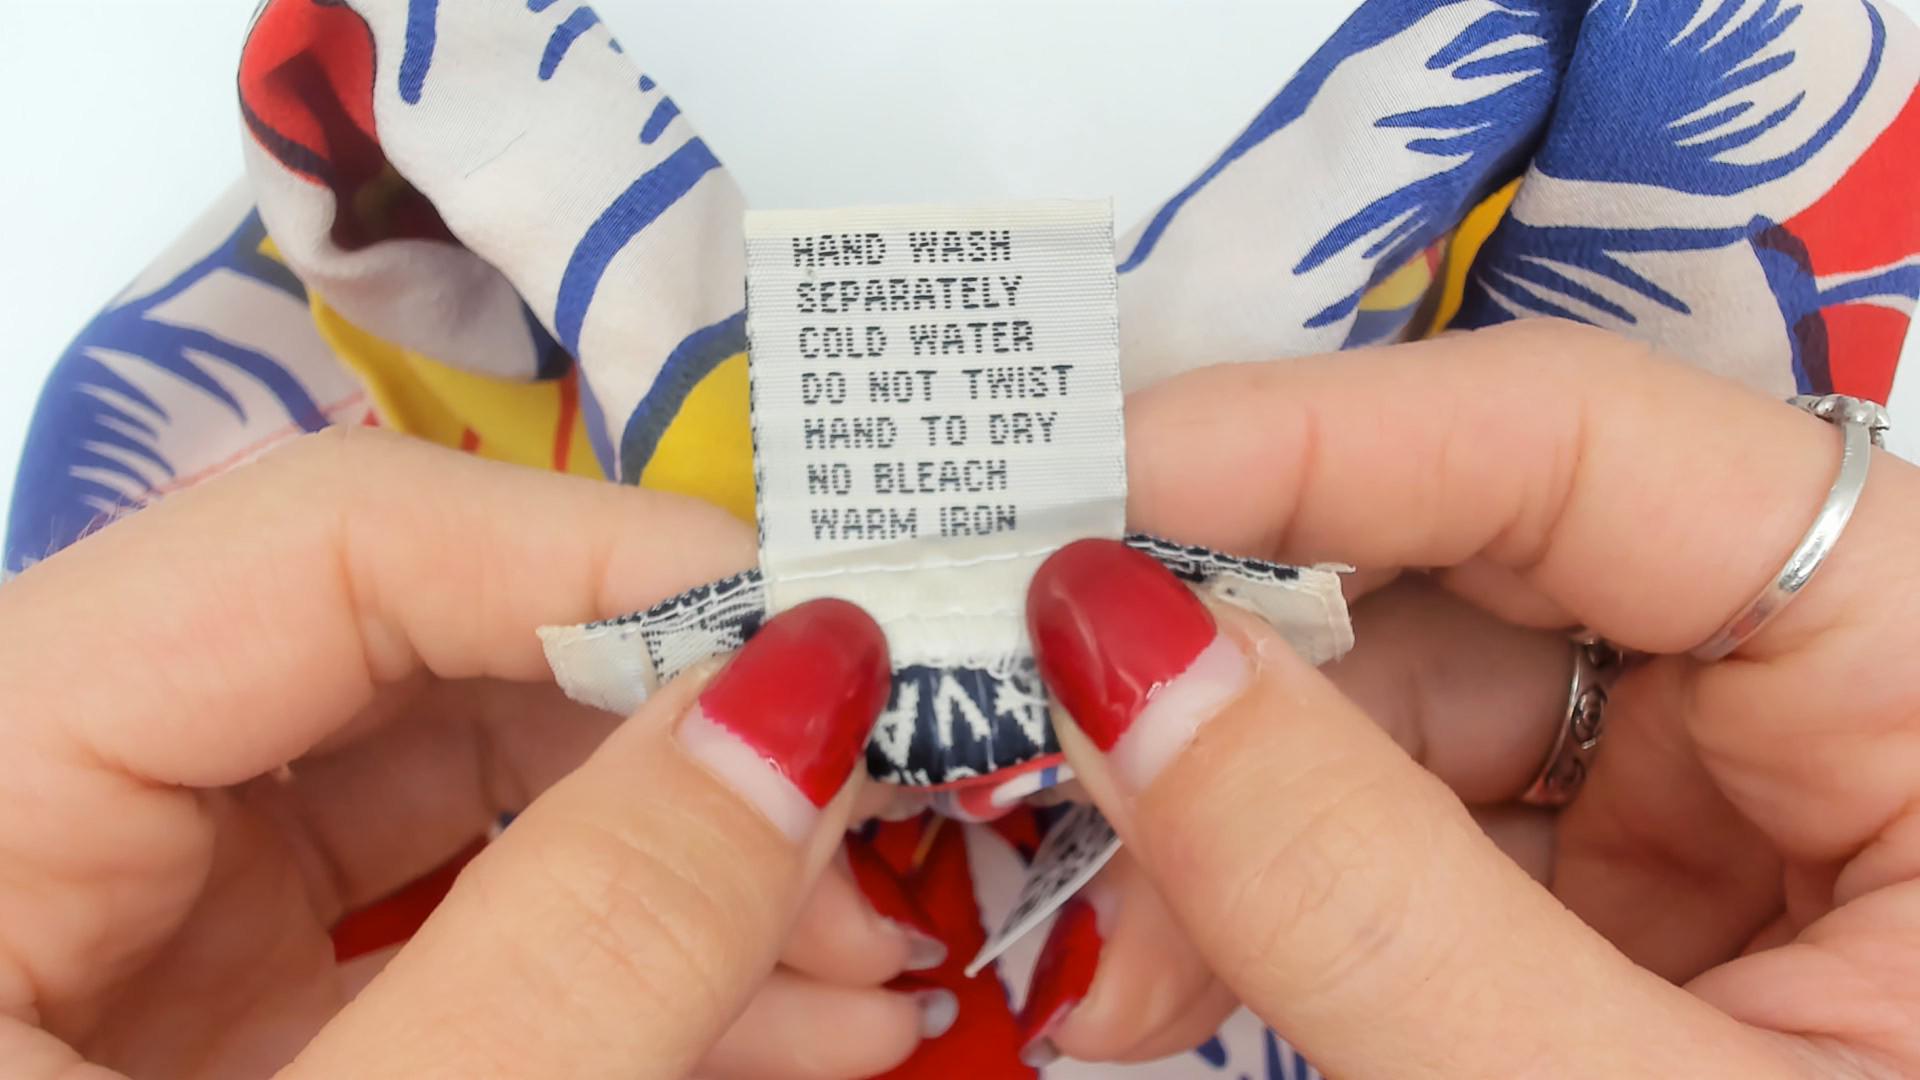 HAND WASH
SEPARATELY
COLD WATER
DO NOT TWIST
HAND TO DRY
NO BLEACH
WARM IRON